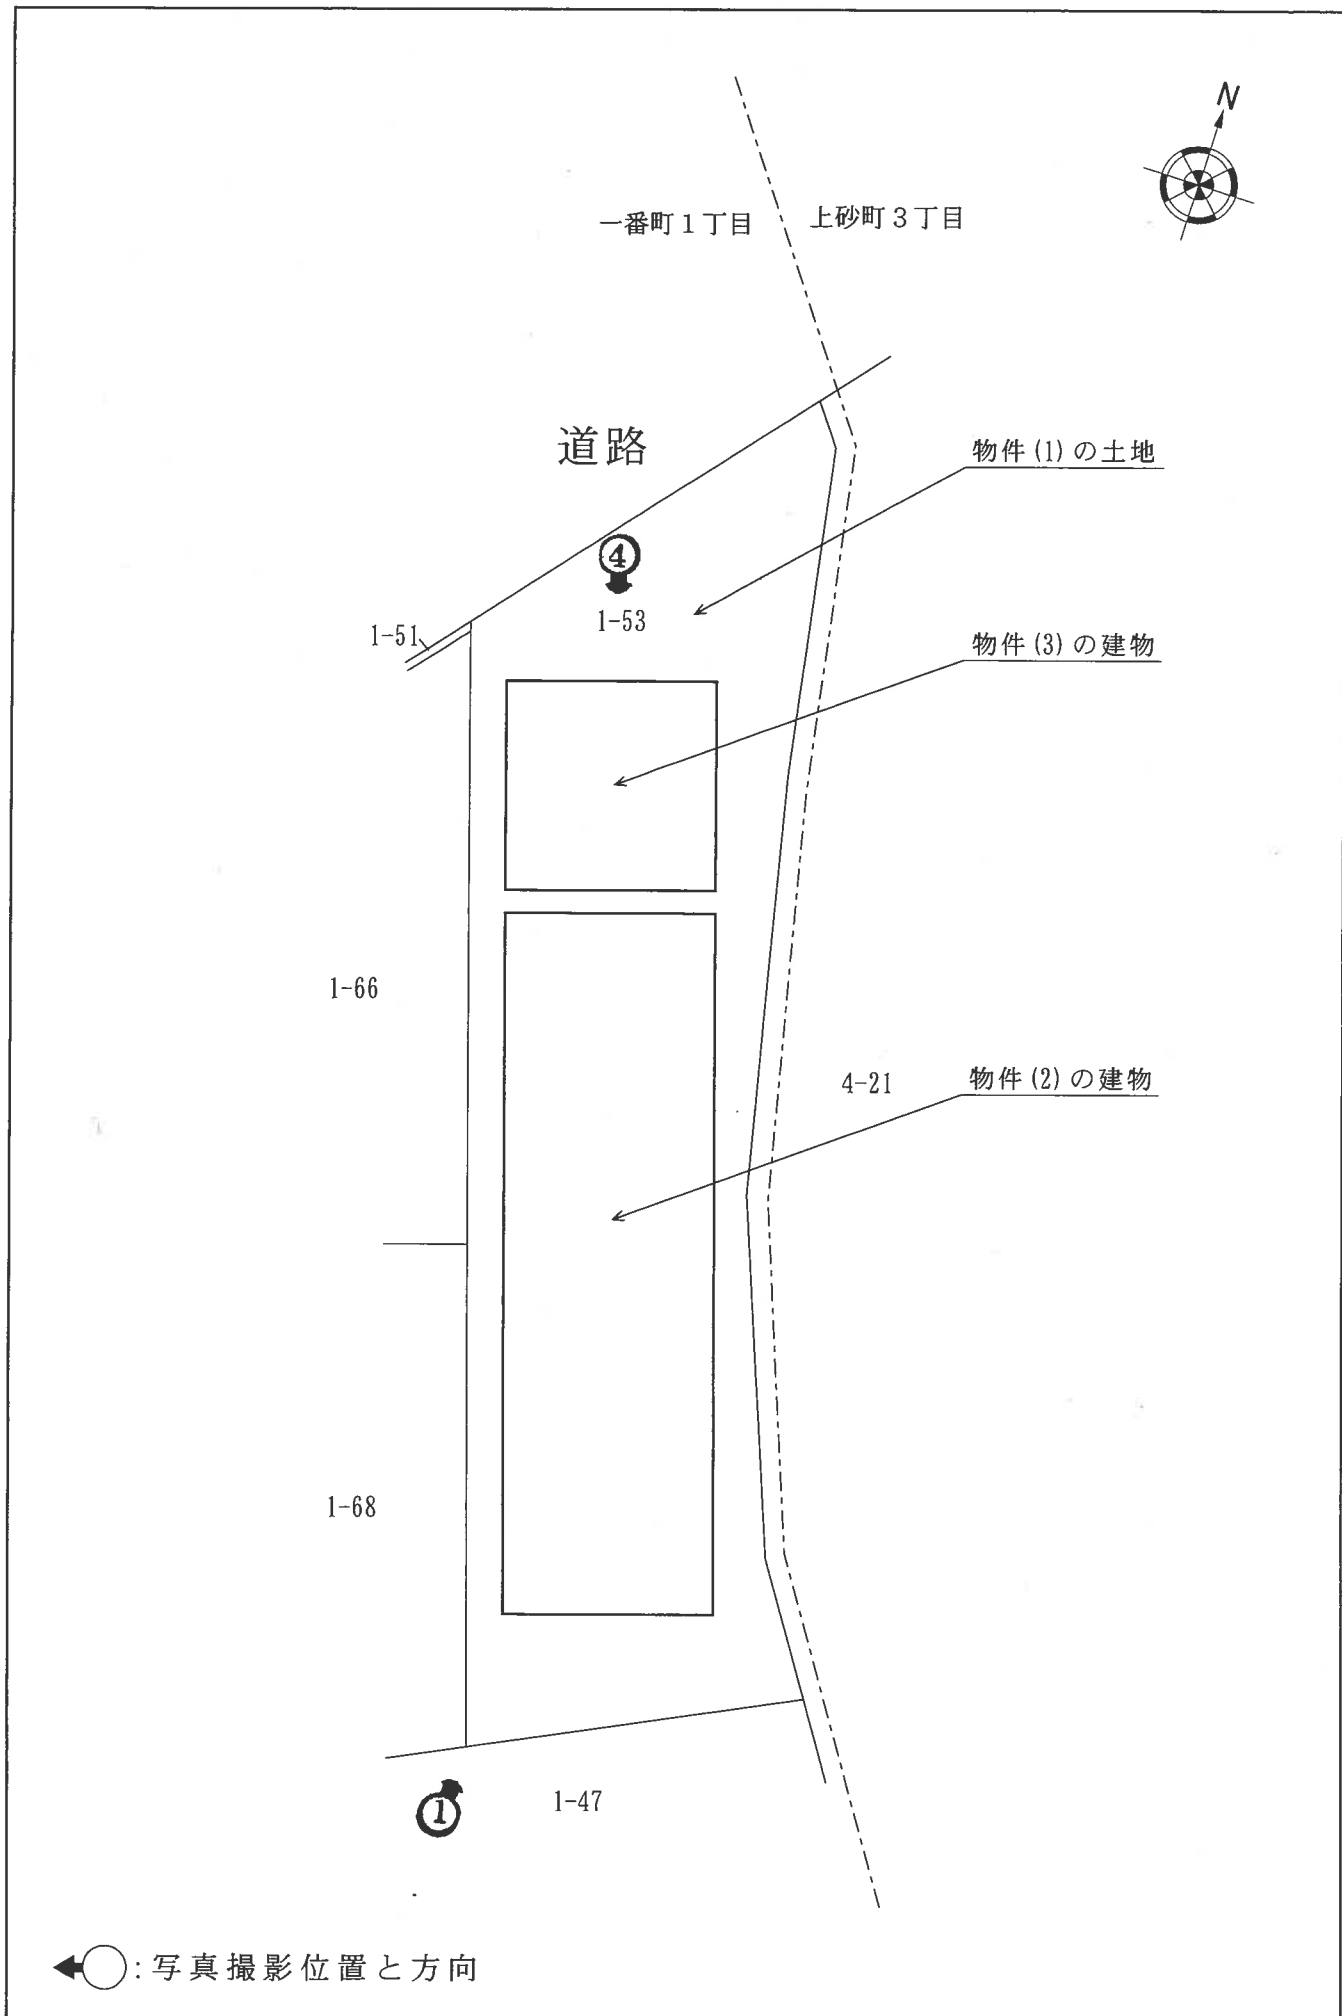 N
一番町1丁目
上砂町3丁目
道路
物件(1)の土地
4
1-53
1-51
物件(3)の建物
1-66
4-21
物件(2)の建物
1-68
1
1-47
:写真撮影位置と方向